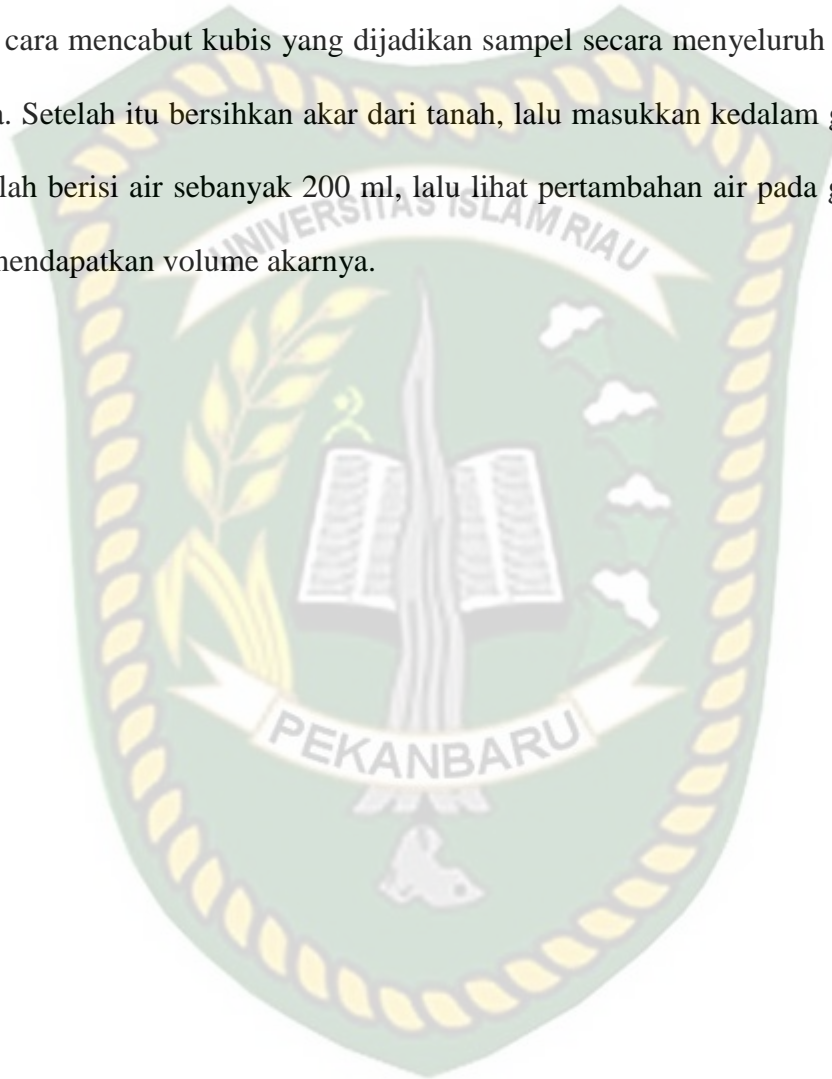 cara mencabut kubis yang dijadikan sampel secara menyeluruh
a. Setelah itu bersihkan akar dari tanah, lalu masukkan kedalam g
lah berisi air sebanyak 200 ml, lalu lihat pertambahan air pada g
mendapatkan volume akarnya.
UNIVERSITAS ISLAM RIAU
PEKANBARU